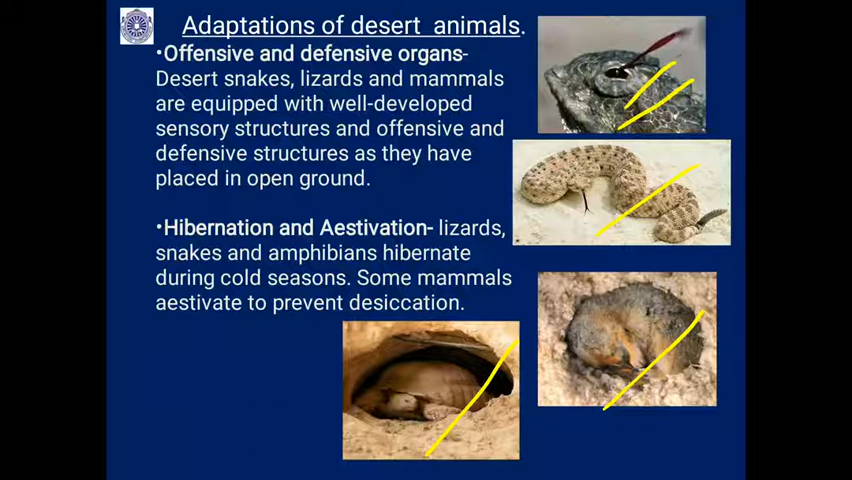 Adaptations of desert animals.
•Offensive and defensive organs-
Desert snakes, lizards and mammals
are equipped with well-developed
sensory structures and offensive and
defensive structures as they have
placed in open ground.
•Hibernation and Aestivation- lizards,
snakes and amphibians hibernate
during cold seasons. Some mammals
aestivate to prevent desiccation.